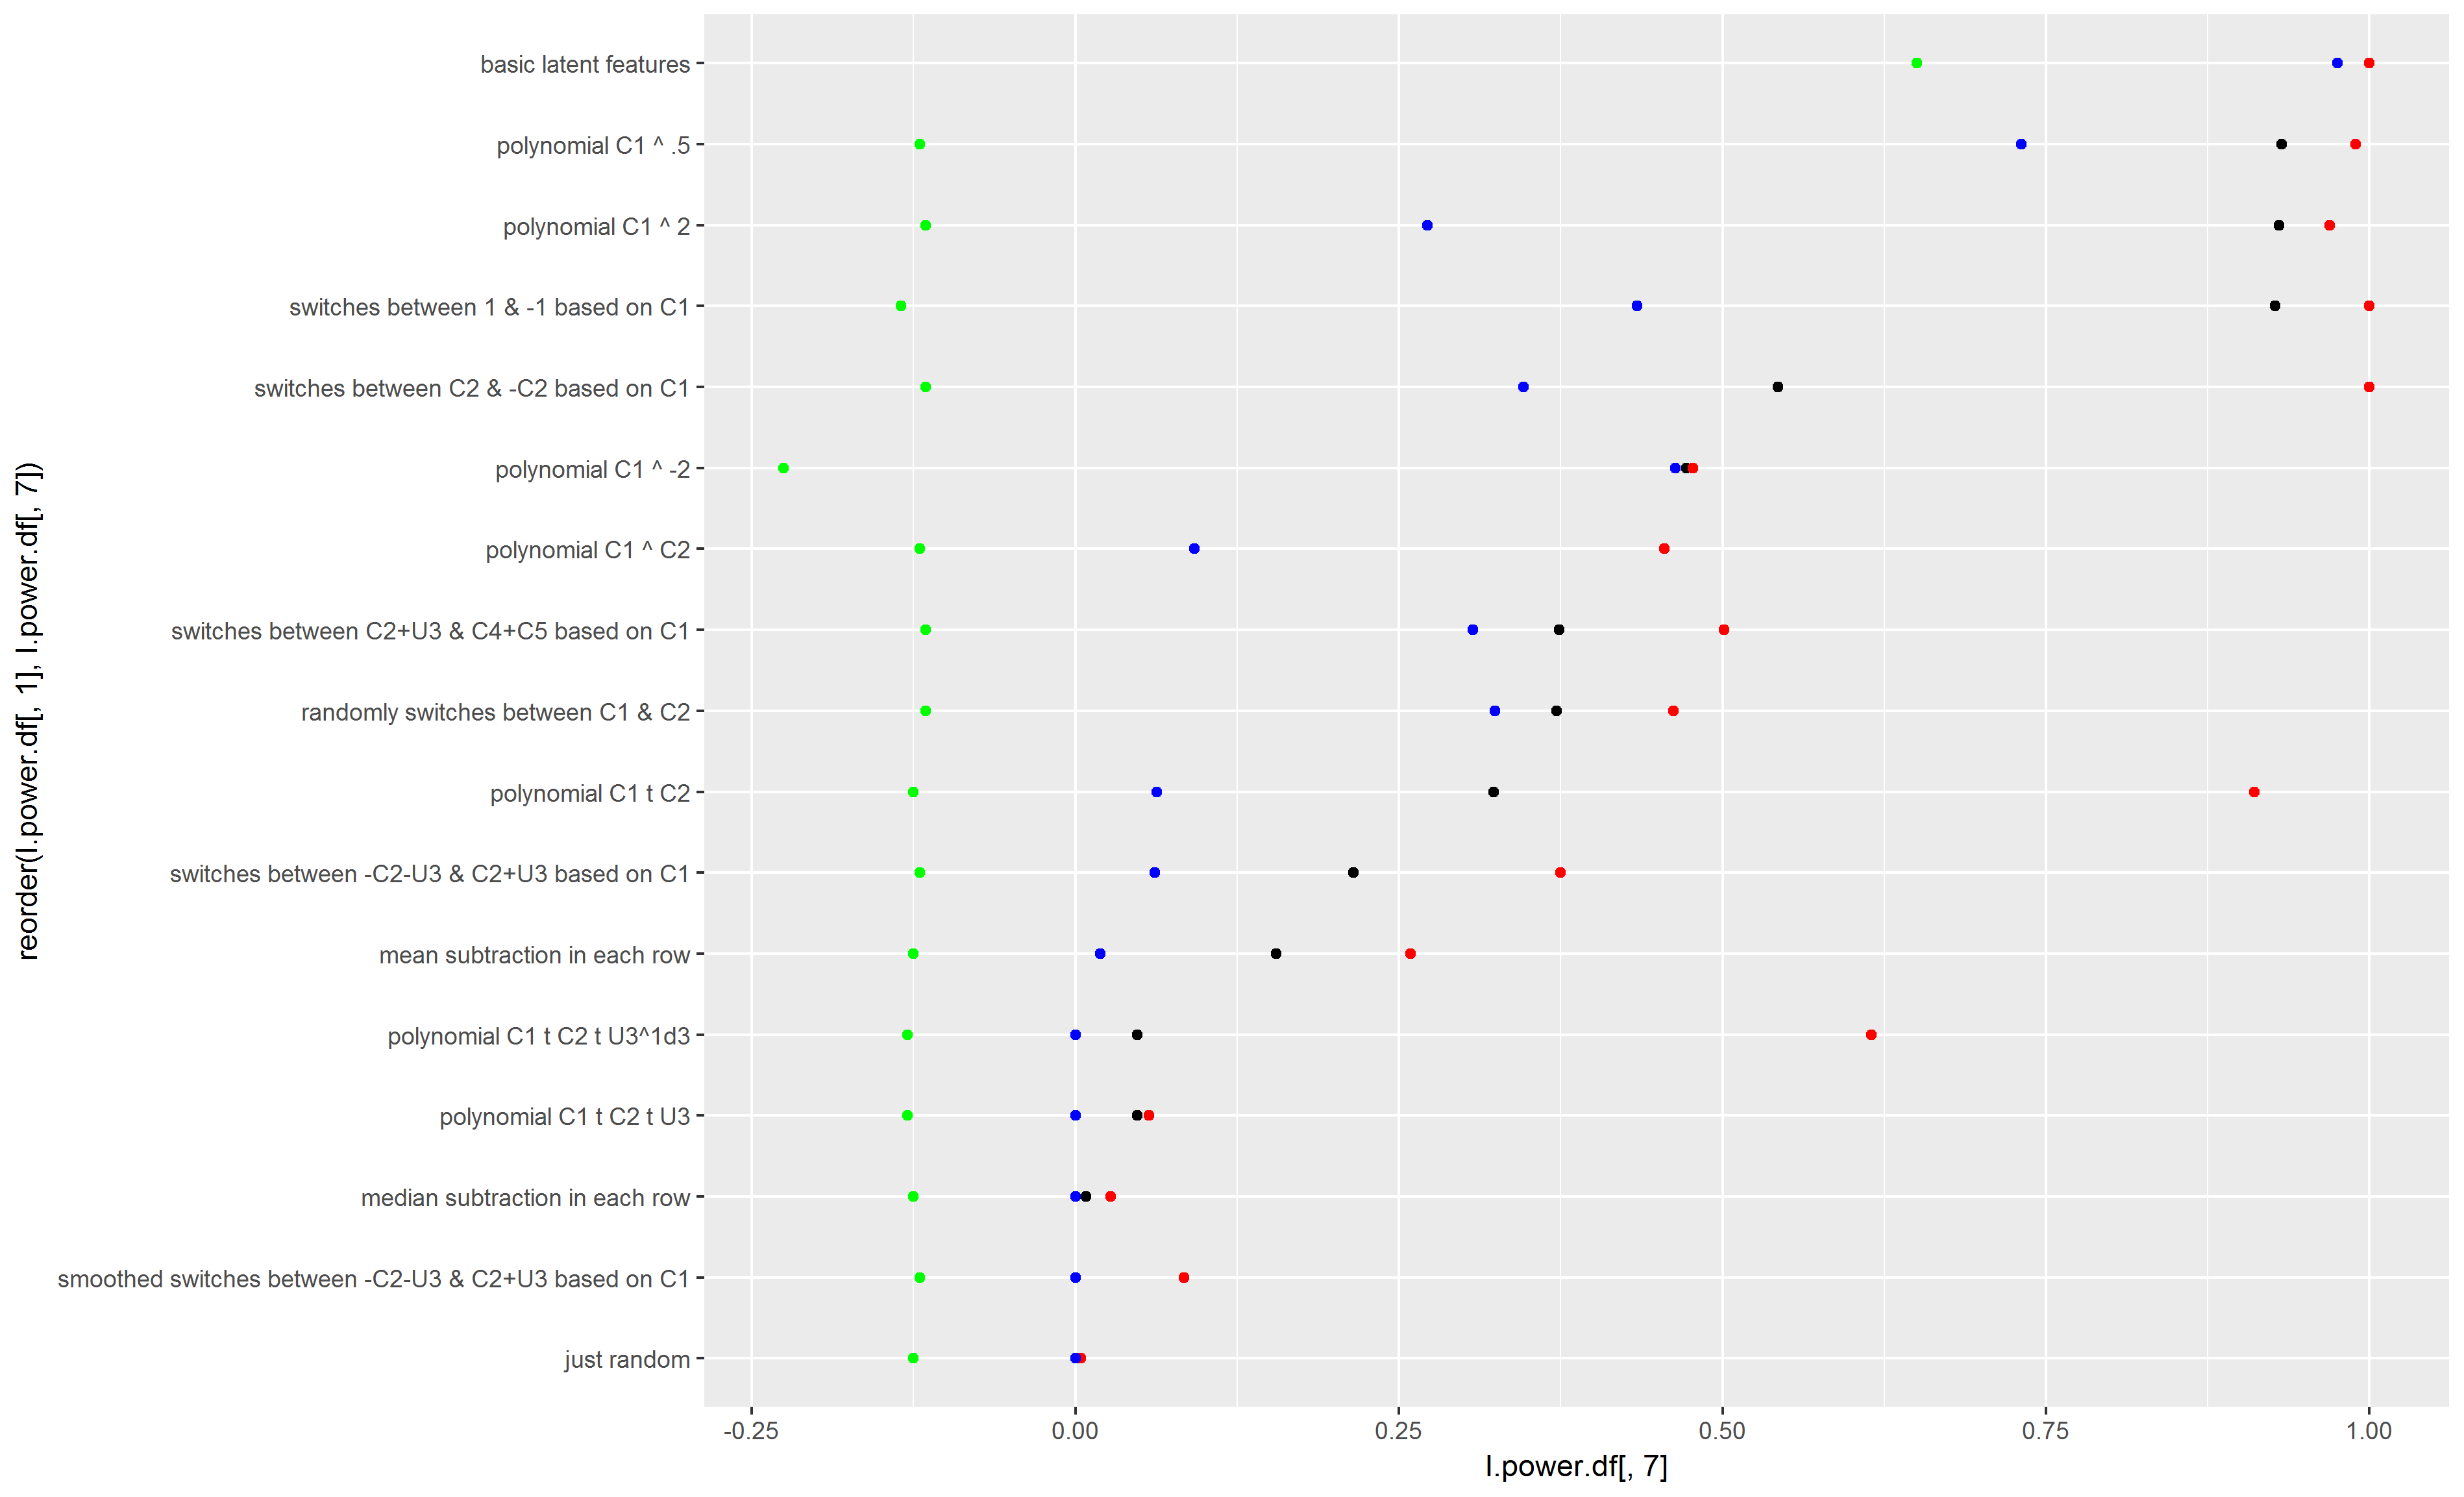 basic latent features
polynomial C1 ^ .5
polynomial C1 ^ 2
switches between 1 & -1 based on C1
switches between C2 & -C2 based on C1
polynomial C1 ^ -2
polynomial C1 ^ C2
switches between C2+U3 & C4+C5 based on C1
randomly switches between C1 & C2
polynomial C1 t C2
switches between -C2-U3 & C2+U3 based on C1
mean subtraction in each row
polynomial C1 t C2 t U3^1d3
polynomial C1 t C2 t U3
median subtraction in each row
smoothed switches between -C2-U3 & C2+U3 based on C1
just random
reorder(l.power.df[, 1], l.power.df[, 7])
-0.25 0.00 0.25 0.50 0.75 1.00
l.power.df[, 7]